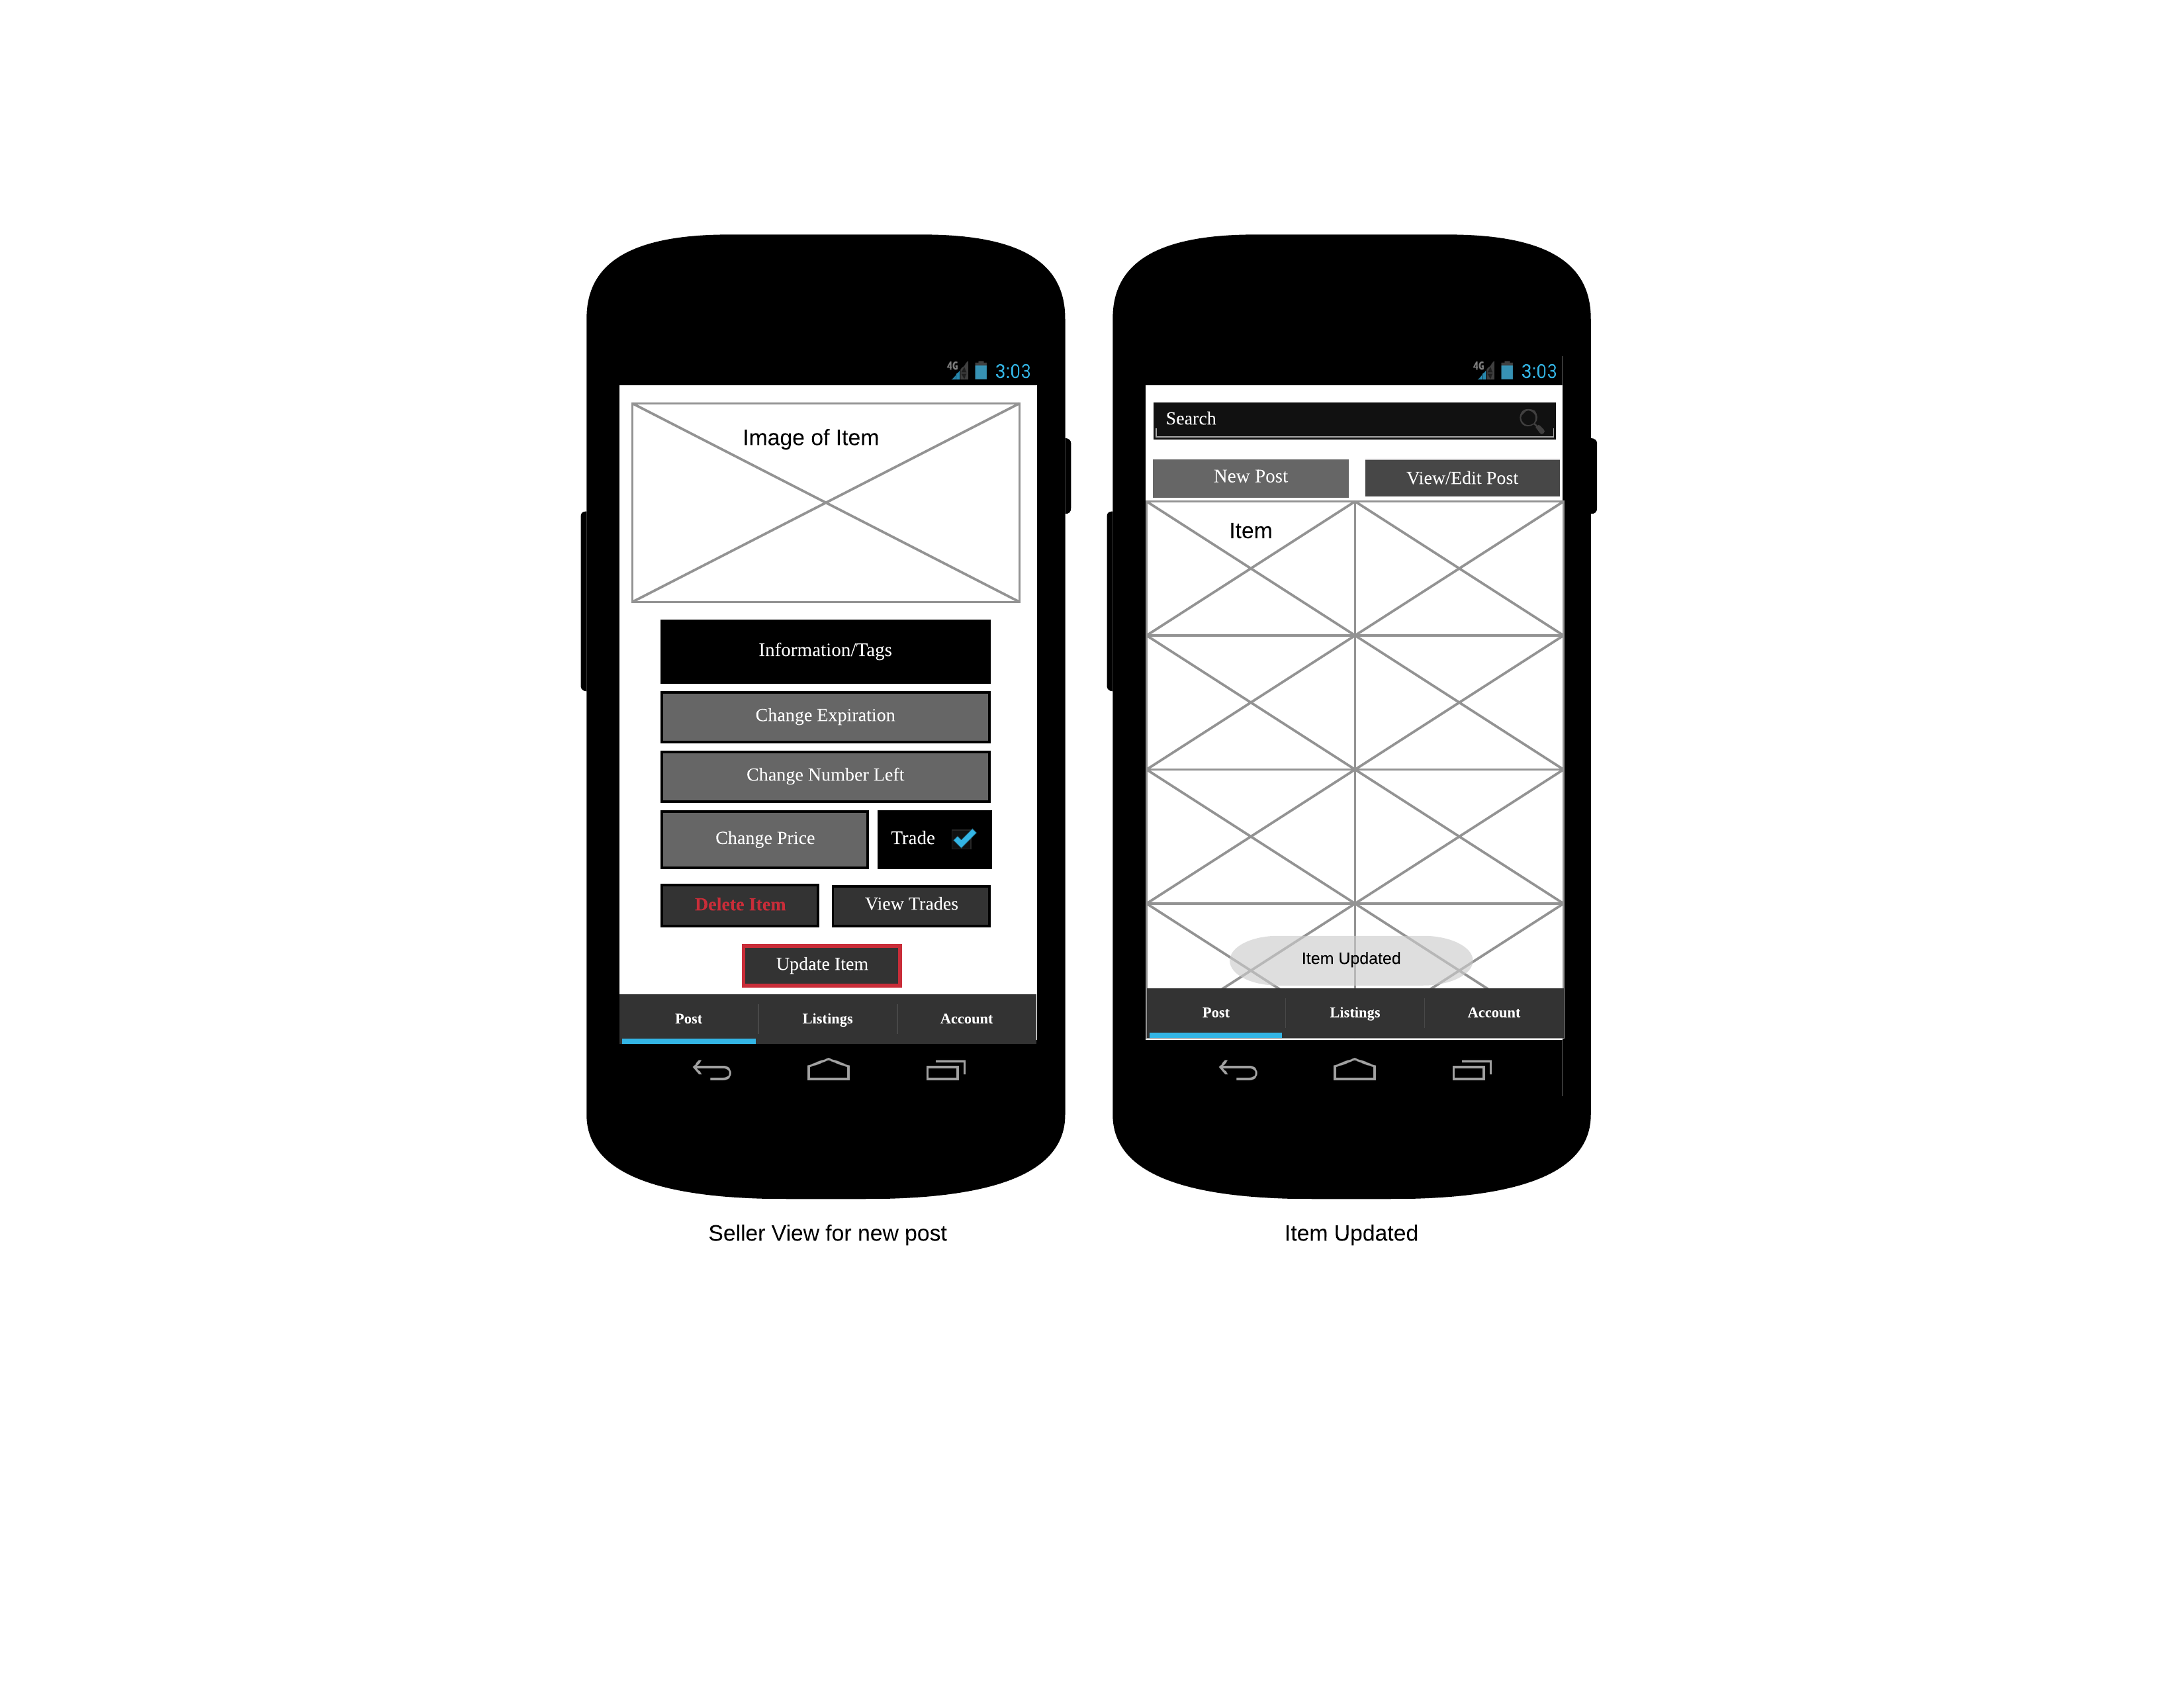 4G 3:03
Image of Item
Information/Tags
Change Expiration
Change Number Left
Change Price
Trade
Delete Item
View Trades
Update Item
Post Listings Account
Seller View for new post
4G 3:03
Search
New Post
View/Edit Post
Item
Item Updated
Post Listings Account
Item Updated